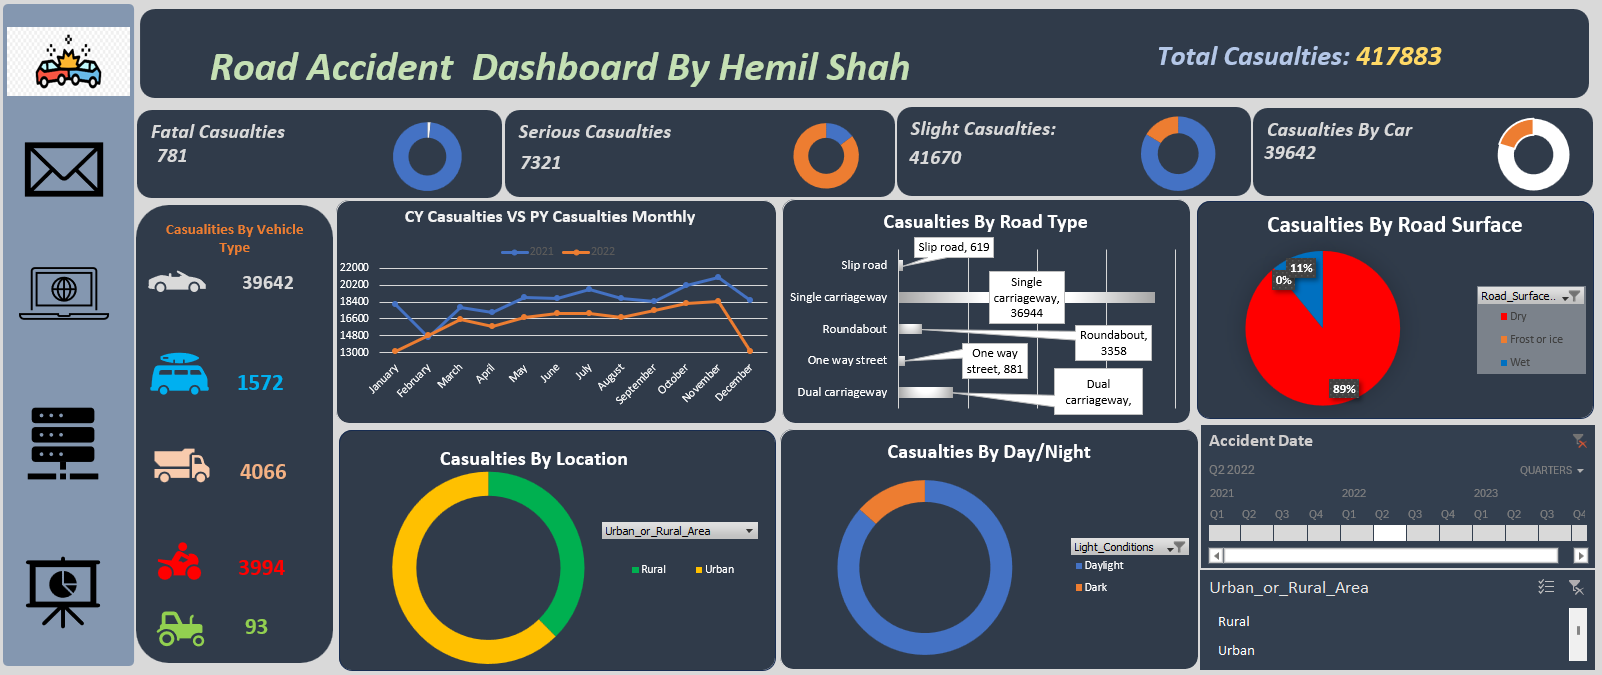 Road Accident  Dashboard By Hemil Shah
Total Casualties: 417883
Fatal Casualties
781
Serious Casualties
7321
Slight Casualties:
41670
Casualties By Car
39642
Casualities By Vehicle
Type
39642
1572
4066
3994
93
CY Casualties VS PY Casualties Monthly
2021
2022
22000
20200
18400
16600
14800
13000
January
February
March
April
May
June
July
August
September
October
November
December
Casualties By Road Type
Slip road, 619
Slip road
Single
carriageway,
36944
Single carriageway
Roundabout
Roundabout,
3358
One way street
One way
street, 881
Dual carriageway
Dual
carriageway,
Casualties By Road Surface
11%
0%
89%
Road_Surface..
Dry
Frost or ice
Wet
Casualties By Location
Urban_or_Rural_Area
Rural
Urban
Casualties By Day/Night
Light_Conditions
Daylight
Dark
Accident Date
Q2 2022
QUARTERS
2021 2022 2023
Q1 Q2 Q3 Q4 Q1 Q2 Q3 Q4 Q1 Q2 Q3 Q4
Urban_or_Rural_Area
Rural
Urban